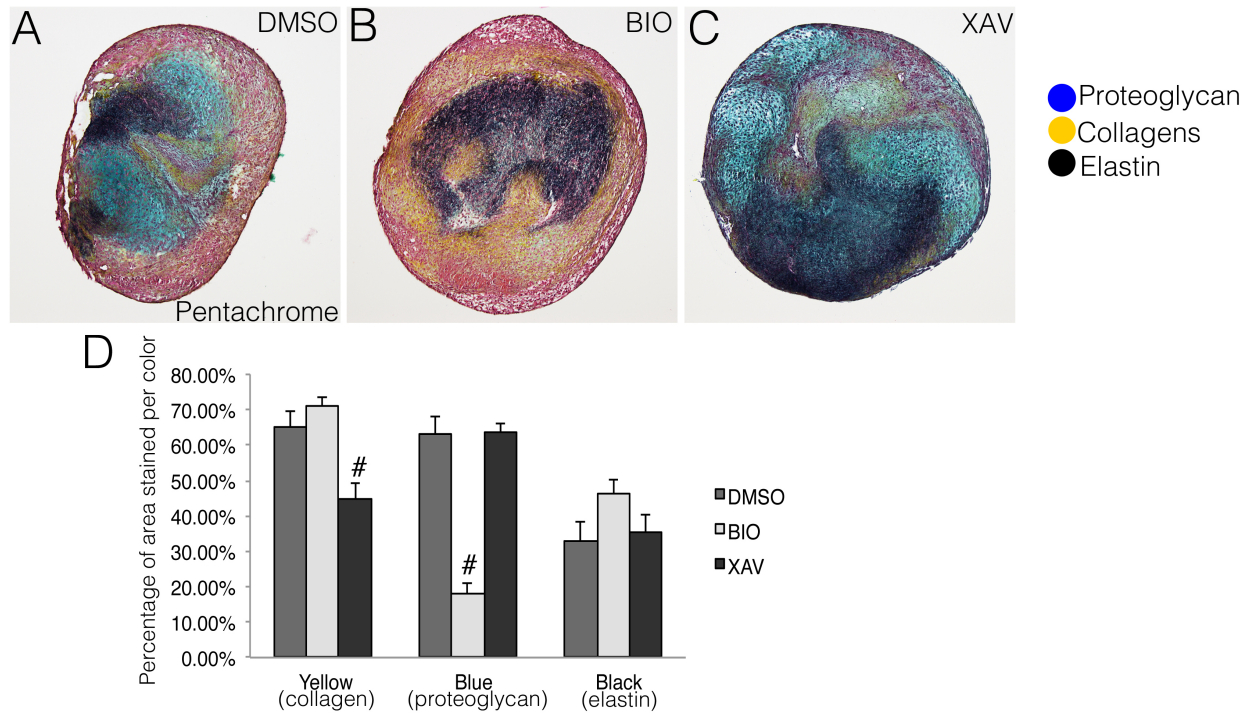 A
DMSO
Pentachrome
B
BIO
C
XAV
Proteoglycan
Collagens
Elastin
D
Percentage of area stained per color
80.00%
70.00%
60.00%
50.00%
40.00%
30.00%
20.00%
10.00%
0.00%
#
#
Yellow
(collagen)
Blue
(proteoglycan)
Black
(elastin)
DMSO
BIO
XAV